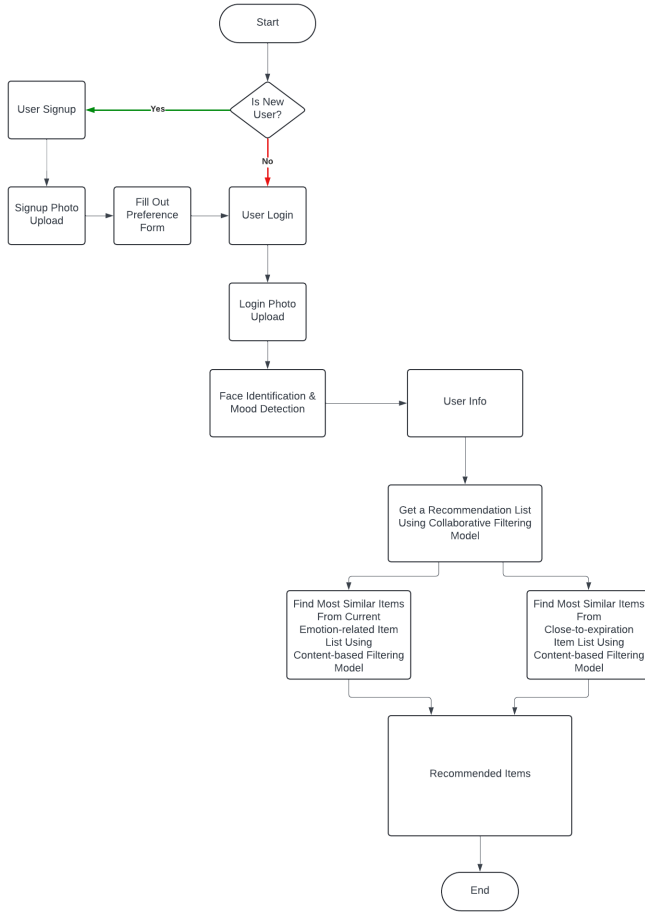 Start
Is New
User?
Yes
User Signup
No
Signup Photo
Upload
Fill Out
Preference
Form
User Login
Login Photo
Upload
Face Identification &
Mood Detection
User Info
Get a Recommendation List
Using Collaborative Filtering
Model
Find Most Similar Items
From Current
Emotion-related Item
List Using
Content-based Filtering
Model
Find Most Similar Items
From
Close-to-expiration
Item List Using
Content-based Filtering
Model
Recommended Items
End